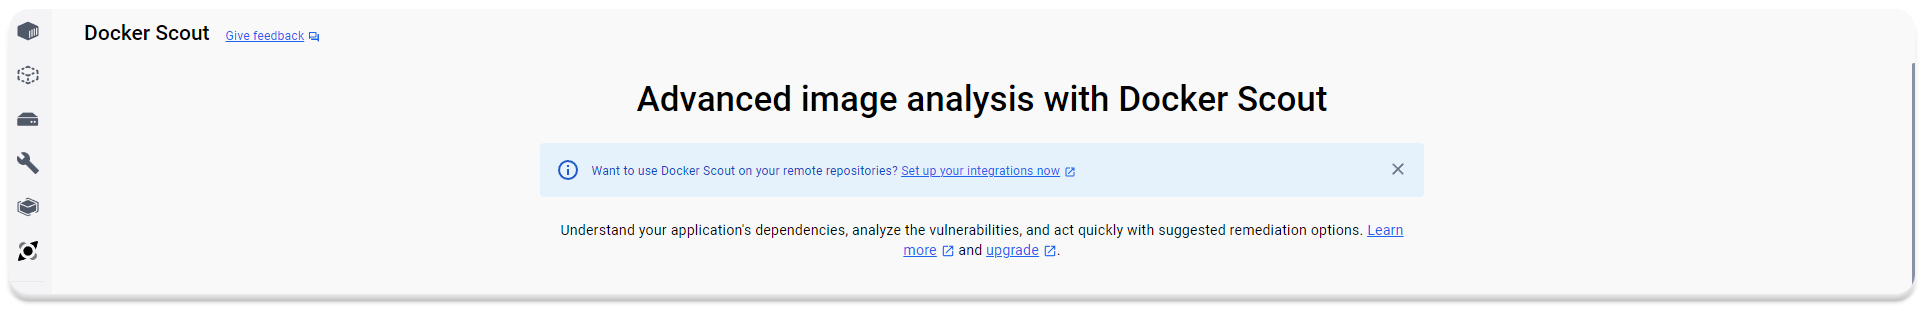 Docker Scout Give feedback
Advanced image analysis with Docker Scout
Want to use Docker Scout on your remote repositories? Set up your integrations now
Understand your application's dependencies, analyze the vulnerabilities, and act quickly with suggested remediation options. Learn
more and upgrade.